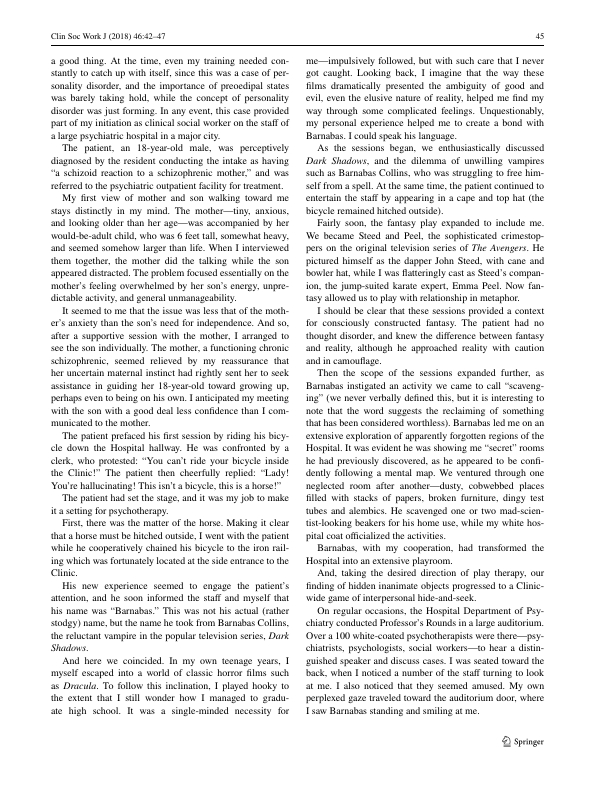 Clin Soc Work J (2018) 46:42–47
45
a good thing. At the time, even my training needed con-
stantly to catch up with itself, since this was a case of per-
sonality disorder, and the importance of preoedipal states
was barely taking hold, while the concept of personality
disorder was just forming. In any event, this case provided
part of my initiation as clinical social worker on the staff of
a large psychiatric hospital in a major city.
The patient, an 18-year-old male, was perceptively
diagnosed by the resident conducting the intake as having
“a schizoid reaction to a schizophrenic mother,” and was
referred to the psychiatric outpatient facility for treatment.
My first view of mother and son walking toward me
stays distinctly in my mind. The mother—tiny, anxious,
and looking older than her age—was accompanied by her
would-be-adult child, who was 6 feet tall, somewhat heavy,
and seemed somehow larger than life. When I interviewed
them together, the mother did the talking while the son
appeared distracted. The problem focused essentially on the
mother’s feeling overwhelmed by her son’s energy, unpre-
dictable activity, and general unmanageability.
It seemed to me that the issue was less that of the moth-
er’s anxiety than the son’s need for independence. And so,
after a supportive session with the mother, I arranged to
see the son individually. The mother, a functioning chronic
schizophrenic, seemed relieved by my reassurance that
her uncertain maternal instinct had rightly sent her to seek
assistance in guiding her 18-year-old toward growing up,
perhaps even to being on his own. I anticipated my meeting
with the son with a good deal less confidence than I com-
municated to the mother.
The patient prefaced his first session by riding his bicy-
cle down the Hospital hallway. He was confronted by a
clerk, who protested: “You can’t ride your bicycle inside
the Clinic!” The patient then cheerfully replied: “Lady!
You’re hallucinating! This isn’t a bicycle, this is a horse!”
The patient had set the stage, and it was my job to make
it a setting for psychotherapy.
First, there was the matter of the horse. Making it clear
that a horse must be hitched outside, I went with the patient
while he cooperatively chained his bicycle to the iron rail-
ing which was fortunately located at the side entrance to the
Clinic.
His new experience seemed to engage the patient’s
attention, and he soon informed the staff and myself that
his name was “Barnabas.” This was not his actual (rather
stodgy) name, but the name he took from Barnabas Collins,
the reluctant vampire in the popular television series, Dark
Shadows.
And here we coincided. In my own teenage years, I
myself escaped into a world of classic horror films such
as Dracula. To follow this inclination, I played hooky to
the extent that I still wonder how I managed to gradu-
ate high school. It was a single-minded necessity for
me—impulsively followed, but with such care that I never
got caught. Looking back, I imagine that the way these
films dramatically presented the ambiguity of good and
evil, even the elusive nature of reality, helped me find my
way through some complicated feelings. Unquestionably,
my personal experience helped me to create a bond with
Barnabas. I could speak his language.
As the sessions began, we enthusiastically discussed
Dark Shadows, and the dilemma of unwilling vampires
such as Barnabas Collins, who was struggling to free him-
self from a spell. At the same time, the patient continued to
entertain the staff by appearing in a cape and top hat (the
bicycle remained hitched outside).
Fairly soon, the fantasy play expanded to include me.
We became Steed and Peel, the sophisticated crimestop-
pers on the original television series of The Avengers. He
pictured himself as the dapper John Steed, with cane and
bowler hat, while I was flatteringly cast as Steed’s compan-
ion, the jump-suited karate expert, Emma Peel. Now fan-
tasy allowed us to play with relationship in metaphor.
I should be clear that these sessions provided a context
for consciously constructed fantasy. The patient had no
thought disorder, and knew the difference between fantasy
and reality, although he approached reality with caution
and in camouflage.
Then the scope of the sessions expanded further, as
Barnabas instigated an activity we came to call “scaveng-
ing” (we never verbally defined this, but it is interesting to
note that the word suggests the reclaiming of something
that has been considered worthless). Barnabas led me on an
extensive exploration of apparently forgotten regions of the
Hospital. It was evident he was showing me “secret” rooms
he had previously discovered, as he appeared to be confi-
dently following a mental map. We ventured through one
neglected room after another—dusty, cobwebbed places
filled with stacks of papers, broken furniture, dingy test
tubes and alembics. He scavenged one or two mad-scien-
tist-looking beakers for his home use, while my white hos-
pital coat officialized the activities.
Barnabas, with my cooperation, had transformed the
Hospital into an extensive playroom.
And, taking the desired direction of play therapy, our
finding of hidden inanimate objects progressed to a Clinic-
wide game of interpersonal hide-and-seek.
On regular occasions, the Hospital Department of Psy-
chiatry conducted Professor’s Rounds in a large auditorium.
Over a 100 white-coated psychotherapists were there—psy-
chiatrists, psychologists, social workers—to hear a distin-
guished speaker and discuss cases. I was seated toward the
back, when I noticed a number of the staff turning to look
at me. I also noticed that they seemed amused. My own
perplexed gaze traveled toward the auditorium door, where
I saw Barnabas standing and smiling at me.
Springer